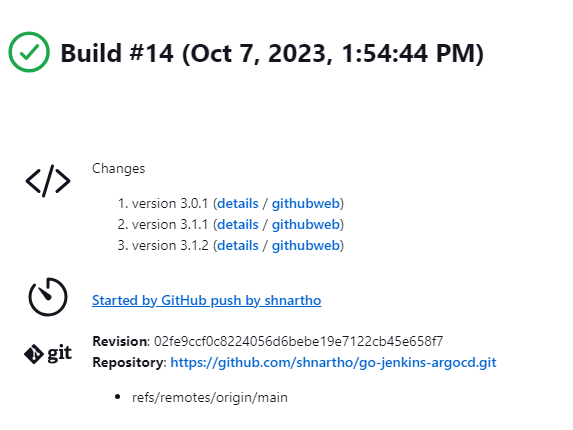 Build #14 (Oct 7, 2023, 1:54:44 PM)
Changes
1. version 3.0.1 (details / githubweb)
2. version 3.1.1 (details / githubweb)
3. version 3.1.2 (details / githubweb)
Started by GitHub push by shnartho
git
Revision: 02fe9ccf0c8224056d6bebe19e7122cb45e658f7
Repository: https://github.com/shnartho/go-jenkins-argocd.git
• refs/remotes/origin/main